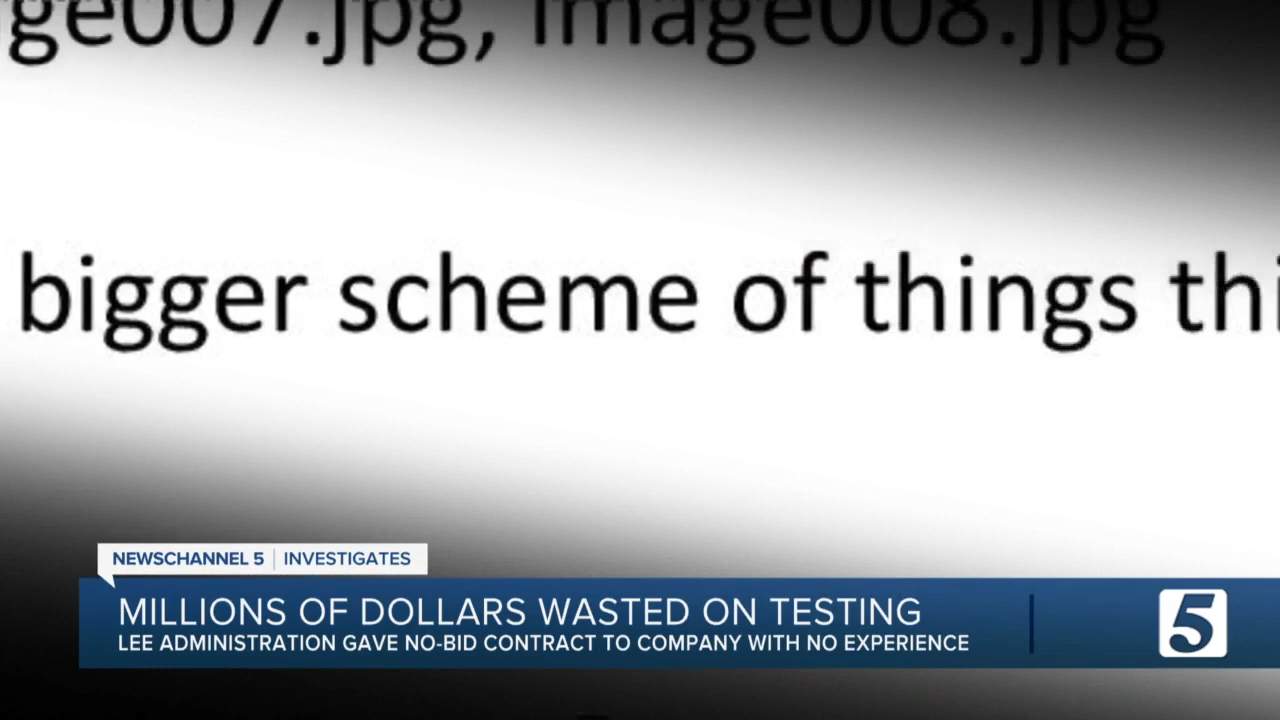 ge007.jpg, image008.jpg
bigger scheme of things thi
NEWSCHANNEL 5 | INVESTIGATES
MILLIONS OF DOLLARS WASTED ON TESTING
LEE ADMINISTRATION GAVE NO-BID CONTRACT TO COMPANY WITH NO EXPERIENCE
5